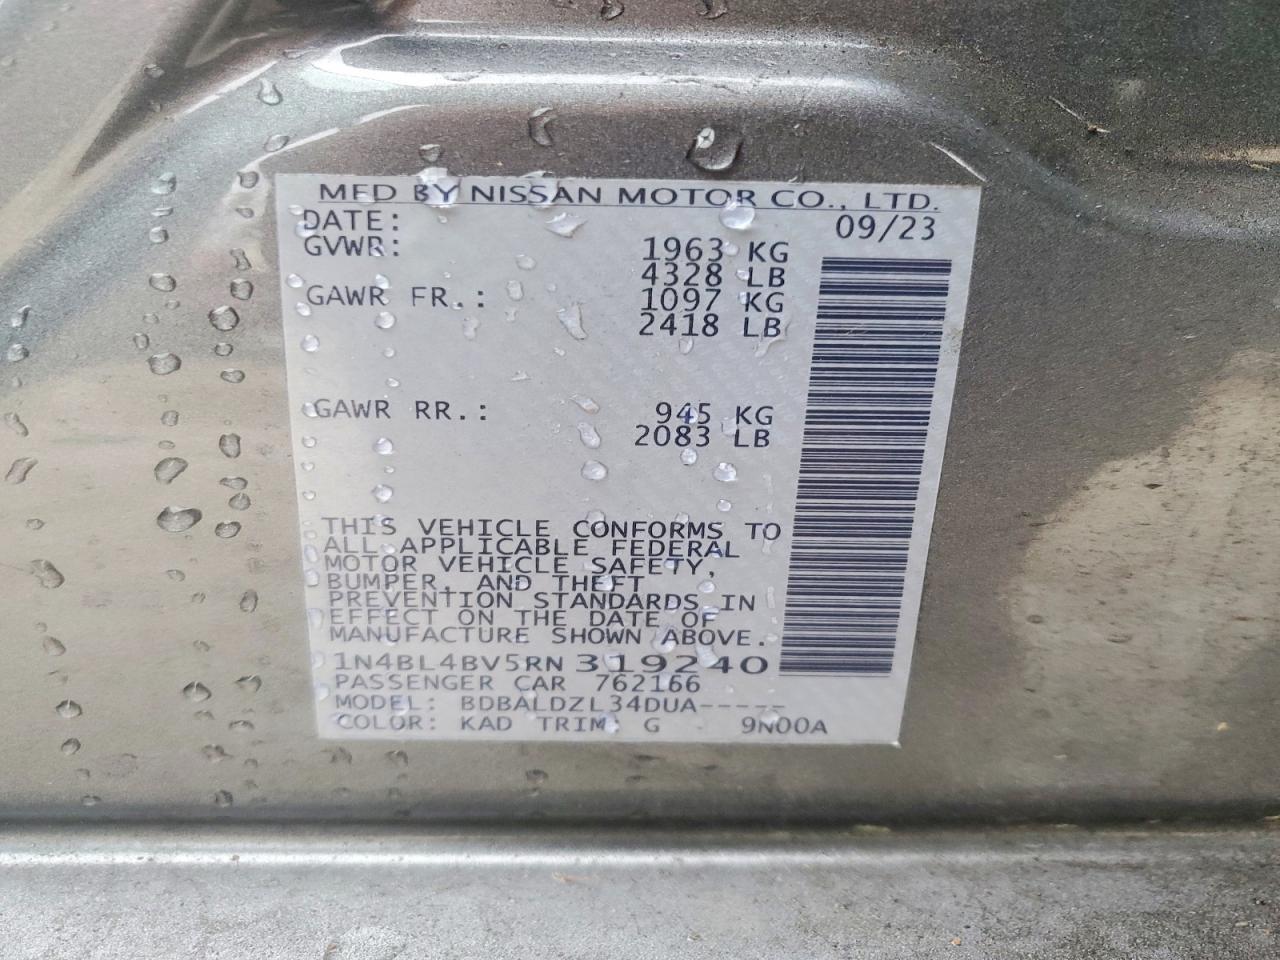 MFD BY NISSAN MOTOR CO., LTD.
DATE: 09/23
GVWR: 1963 KG
4328 LB
GAWR FR.: 1097 KG
2418 LB
GAWR RR.: 945 KG
2083 LB
THIS VEHICLE CONFORMS TO
ALL APPLICABLE FEDERAL
MOTOR VEHICLE SAFETY,
BUMPER, AND THEFT
PREVENTION STANDARDS IN
EFFECT ON THE DATE OF
MANUFACTURE SHOWN ABOVE.
1N4BL4BV5RN319240
PASSENGER CAR 762166
MODEL: BDBALDZL34DUA-----
COLOR: KAD TRIM: G 9N00A